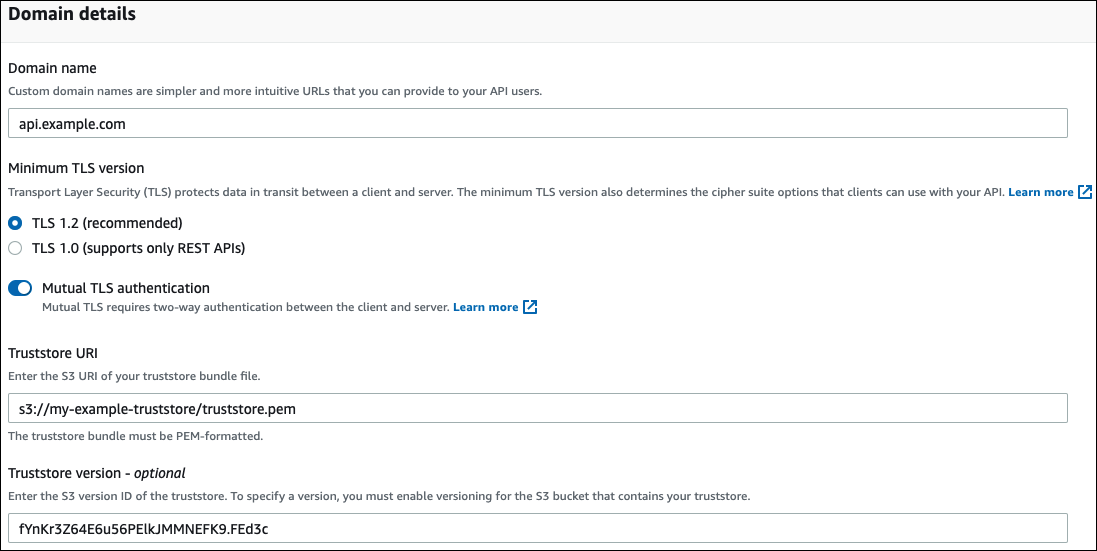 Domain details
Domain name
Custom domain names are simpler and more intuitive URLs that you can provide to your API users.
api.example.com
Minimum TLS version
Transport Layer Security (TLS) protects data in transit between a client and server. The minimum TLS version also determines the cipher suite options that clients can use with your API. Learn more
TLS 1.2 (recommended)
TLS 1.0 (supports only REST APIs)
Mutual TLS authentication
Mutual TLS requires two-way authentication between the client and server. Learn more
Truststore URI
Enter the S3 URI of your truststore bundle file.
s3://my-example-truststore/truststore.pem
The truststore bundle must be PEM-formatted.
Truststore version - optional
Enter the S3 version ID of the truststore. To specify a version, you must enable versioning for the S3 bucket that contains your truststore.
fYnKr3Z64E6u56PElkJMMNEFK9.FEd3c